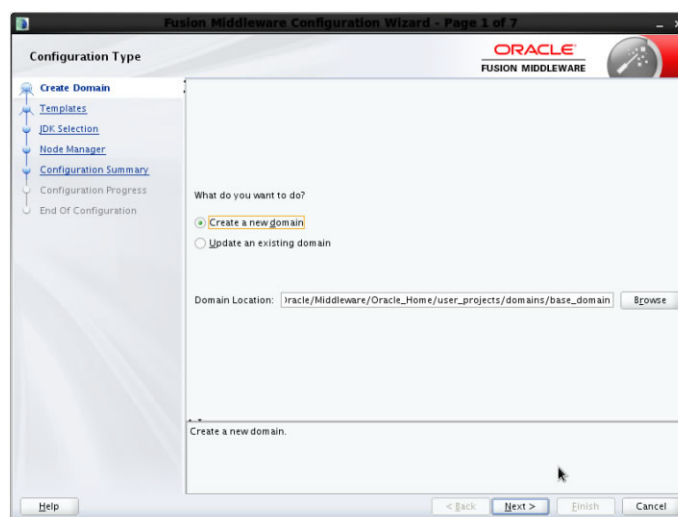 Fusion Middleware Configuration Wizard - Page 1 of 7
Configuration Type
ORACLE
FUSION MIDDLEWARE
Create Domain
Templates
JDK Selection
Node Manager
Configuration Summary
Configuration Progress
End Of Configuration
What do you want to do?
Create a new domain
Update an existing domain
Domain Location: )racle/Middleware/Oracle_Home/user_projects/domains/base_domain Browse
Create a new domain.
Help < Back Next > Finish Cancel